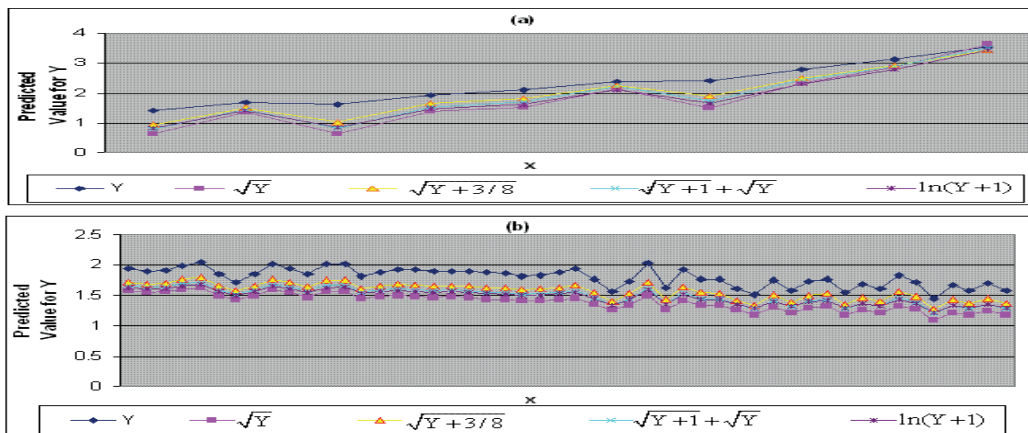 (a)
Predicted
Value for Y
4
3
2
1
0
X
Y
√Y
√Y + 3/8
√Y + 1 + √Y
ln(Y + 1)
(b)
Predicted
Value for Y
2.5
2
1.5
1
0.5
0
X
Y
√Y
√Y + 3/8
√Y + 1 + √Y
ln(Y + 1)